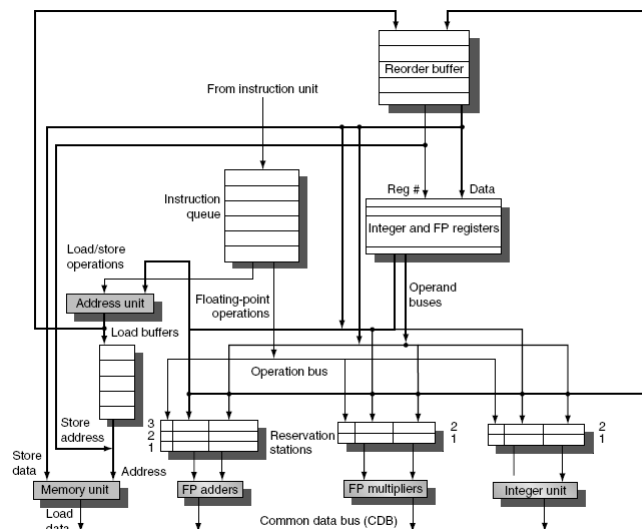 Reorder buffer
From instruction unit
Reg #
Data
Instruction
queue
Integer and FP registers
Load/store
operations
Operand
buses
Floating-point
operations
Address unit
Load buffers
Operation bus
Store
address
3
2
1
Reservation
stations
2
1
2
1
Store
data
Address
Memory unit
FP adders
FP multipliers
Integer unit
Load
data
Common data bus (CDB)